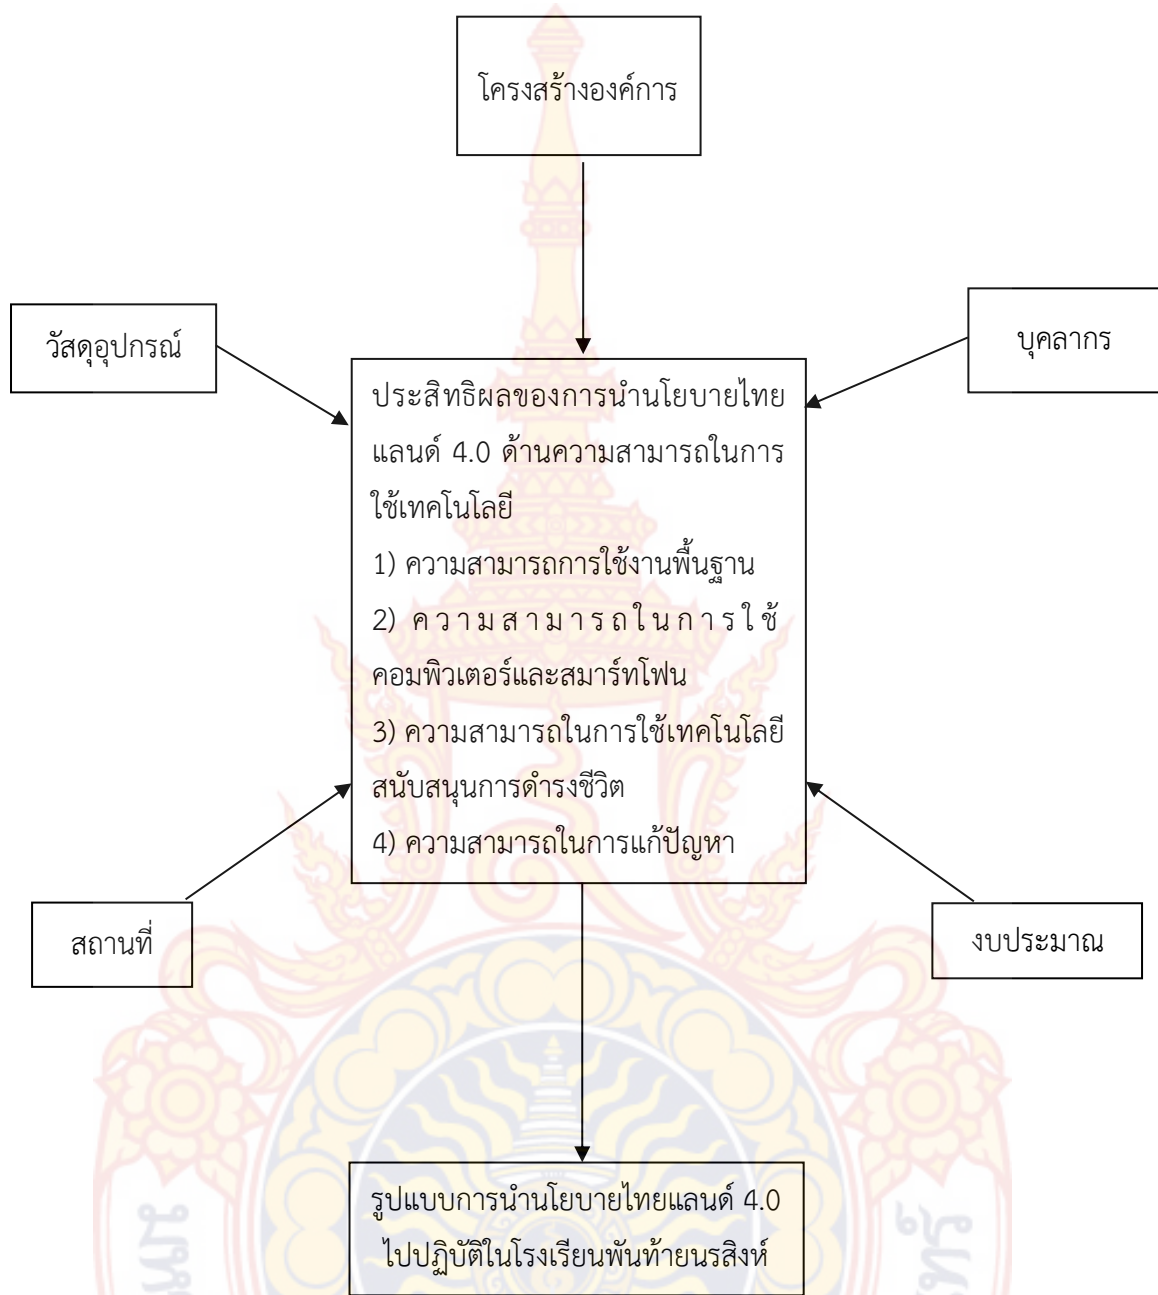 โครงสร้างองค์การ
วัสดุอุปกรณ์
บุคลากร
ประสิทธิผลของการนำนโยบายไทย
แลนด์ 4.0 ด้านความสามารถในการ
ใช้เทคโนโลยี
1) ความสามารถการใช้งานพื้นฐาน
2) ความสามารถในการใช้
คอมพิวเตอร์และสมาร์ทโฟน
3) ความสามารถในการใช้เทคโนโลยี
สนับสนุนการดำรงชีวิต
4) ความสามารถในการแก้ปัญหา
สถานที่
งบประมาณ
รูปแบบการนำนโยบายไทยแลนด์ 4.0
ไปปฏิบัติในโรงเรียนพันท้ายนรสิงห์